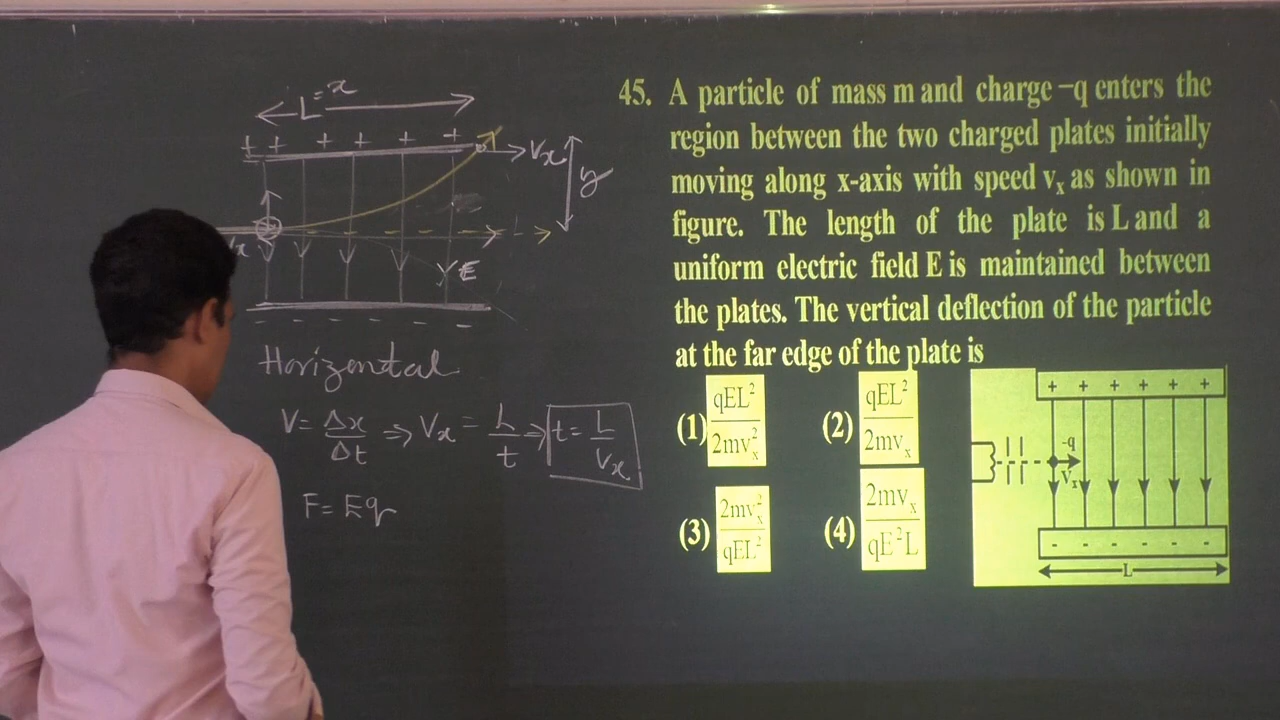 L = x
+ + + + + +
Vx
y
x
E
- - - - - -
Horizontal
V = Δx/Δt ⇒ Vx = L/t ⇒ t = L/Vx
F = Eq
45. A particle of mass m and charge –q enters the
region between the two charged plates initially
moving along x-axis with speed vₓ as shown in
figure. The length of the plate is L and a
uniform electric field E is maintained between
the plates. The vertical deflection of the particle
at the far edge of the plate is
(1) qEL²/2mvₓ² (2) qEL²/2mvₓ
(3) 2mvₓ²/qEL² (4) 2mvₓ/qE²L
+ + + + + +
-q
Vₓ
- - - - - -
L